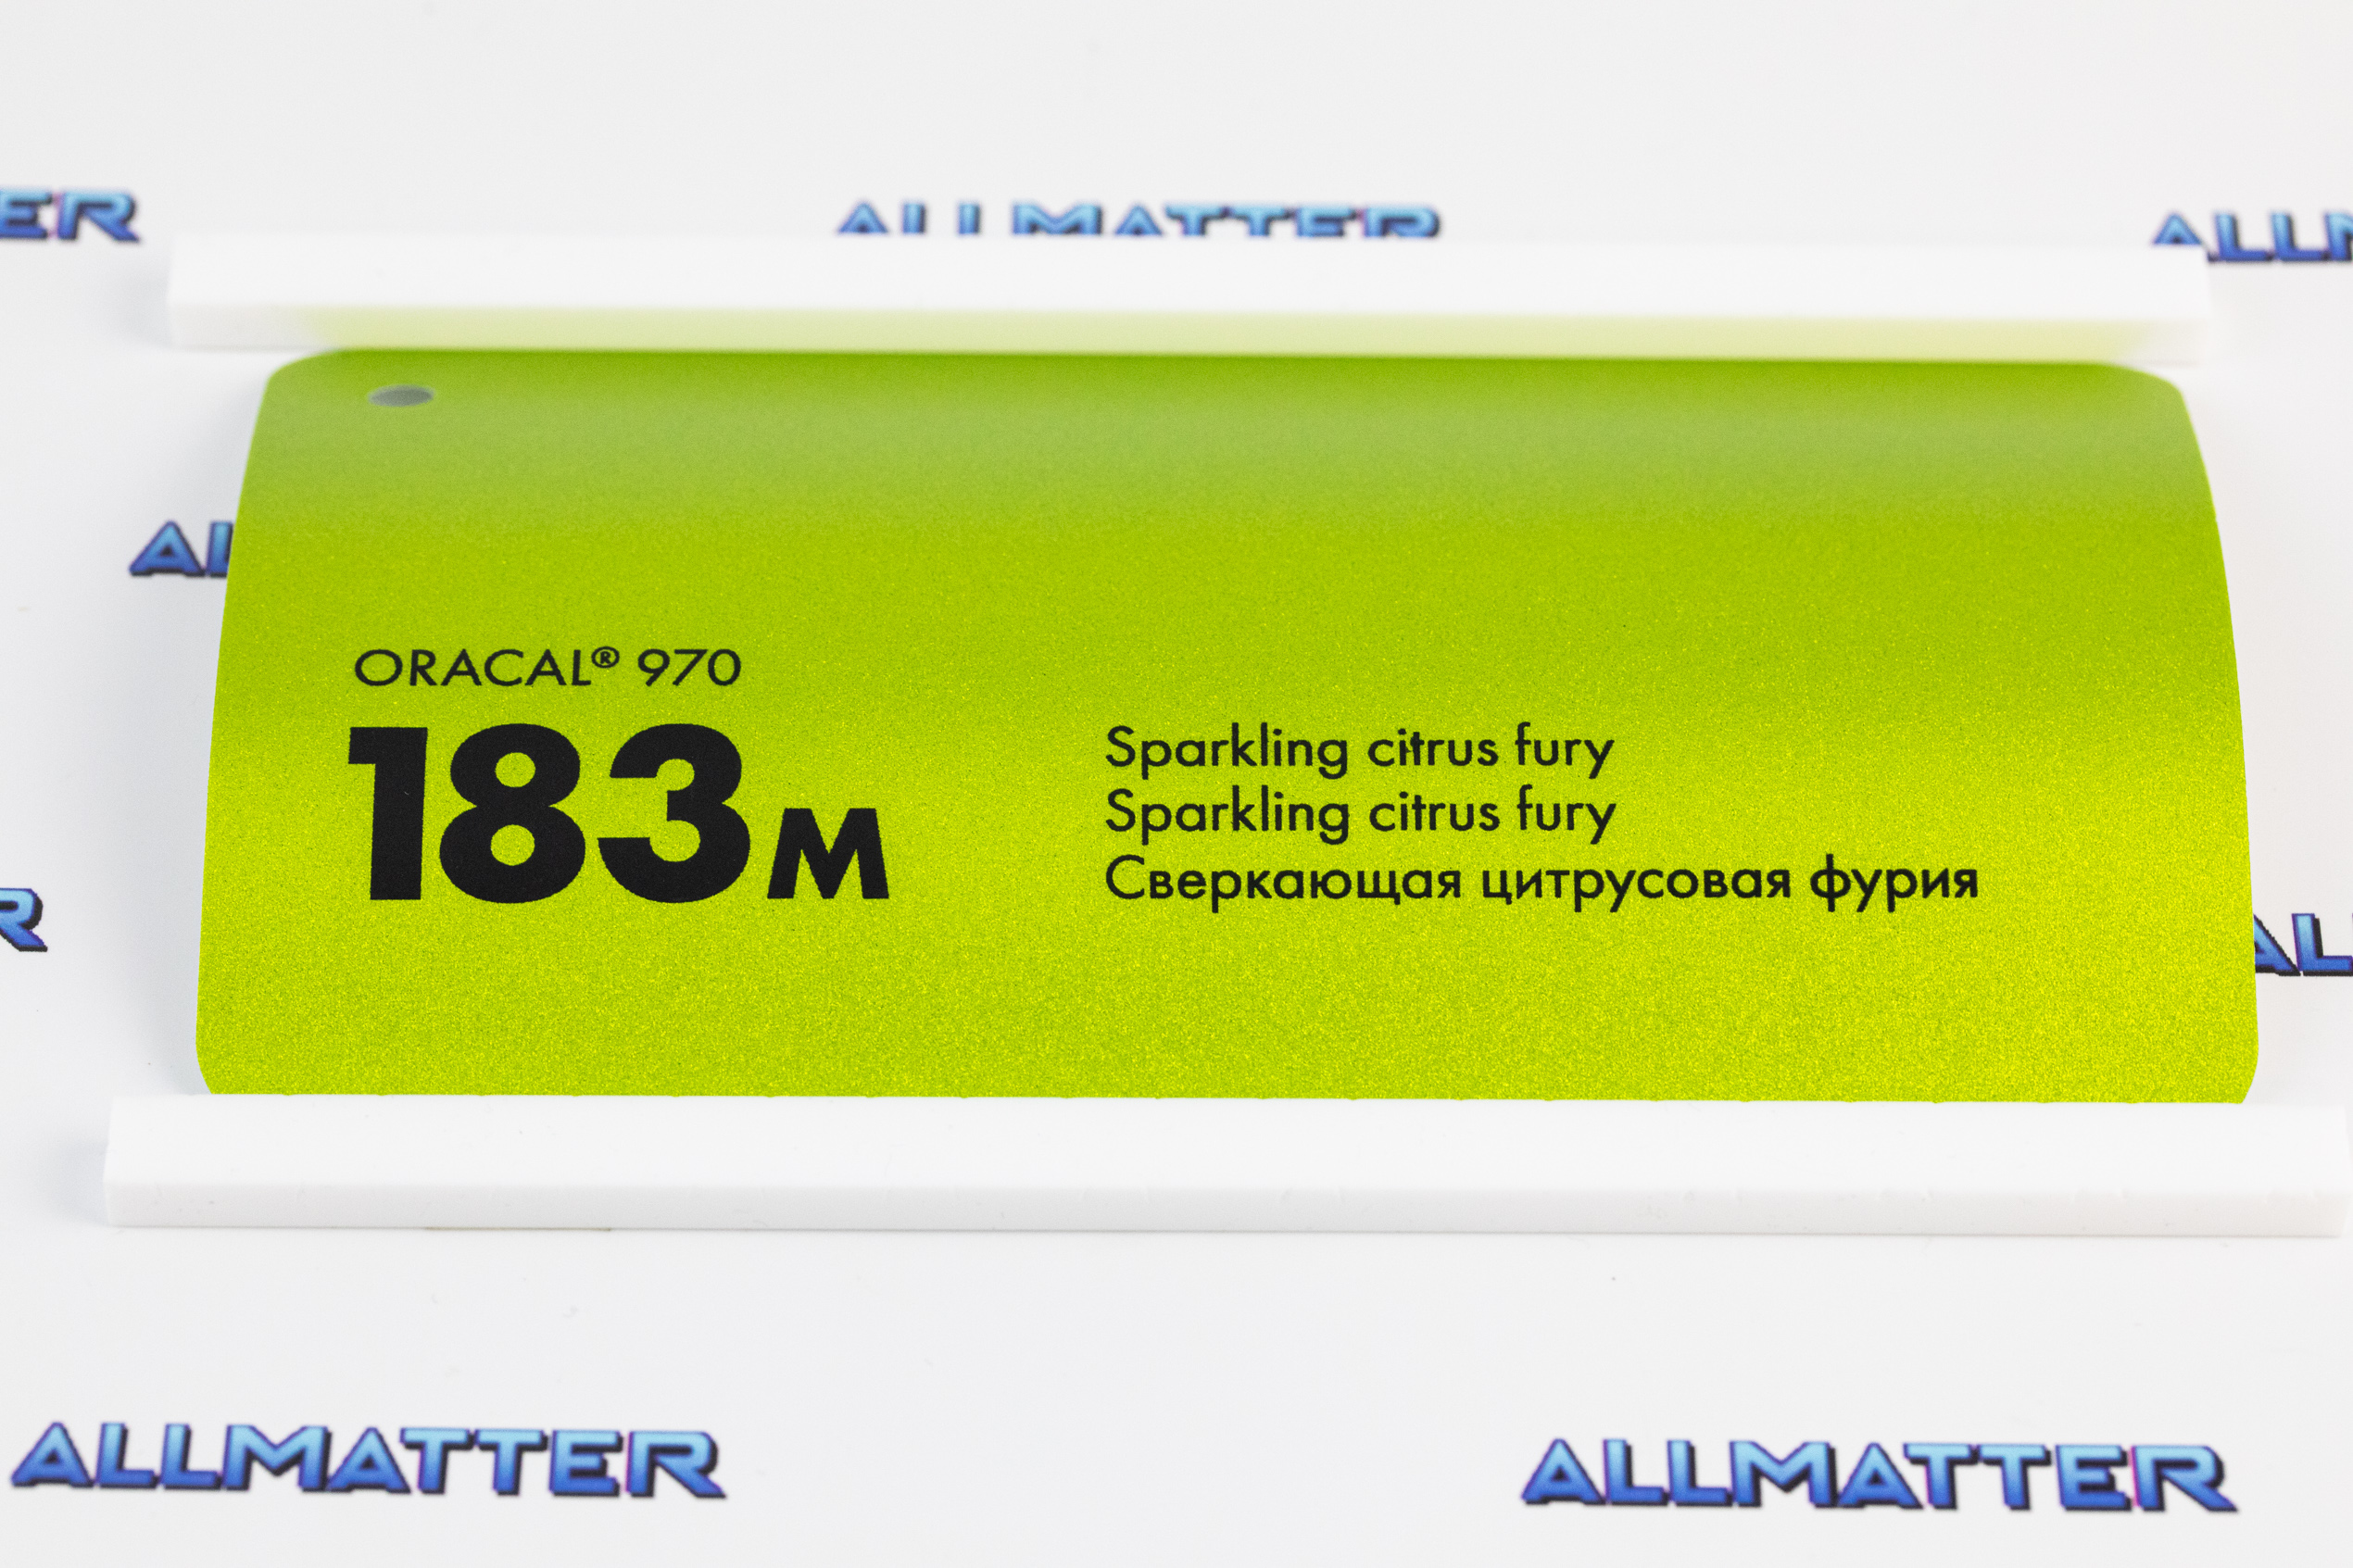 ALLMATTER
ORACAL® 970
183M
Sparkling citrus fury
Sparkling citrus fury
Сверкающая цитрусовая фурия
ALLMATTER
ALLMATTER